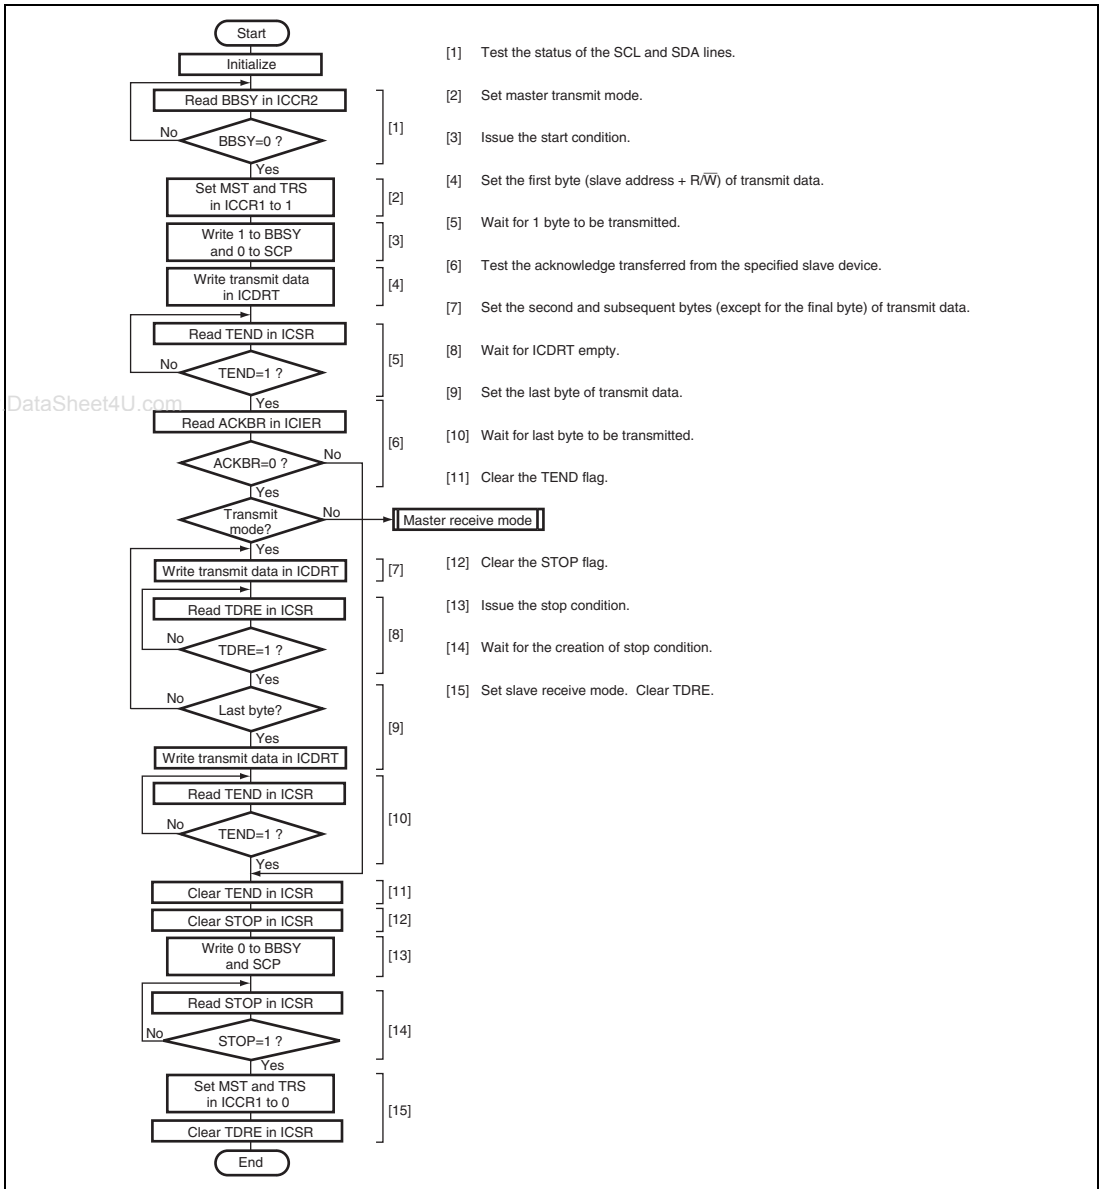 Start
Initialize
Read BBSY in ICCR2
No
BBSY=0 ?
[1]
Yes
Set MST and TRS
in ICCR1 to 1
[2]
Write 1 to BBSY
and 0 to SCP
[3]
Write transmit data
in ICDRT
[4]
Read TEND in ICSR
No
TEND=1 ?
[5]
Yes
DataSheet4U.com
Read ACKBR in ICIER
[6]
ACKBR=0 ?
No
Yes
Transmit
mode?
No
Master receive mode
Yes
Write transmit data in ICDRT
[7]
Read TDRE in ICSR
No
TDRE=1 ?
[8]
Yes
No
Last byte?
[9]
Yes
Write transmit data in ICDRT
Read TEND in ICSR
No
TEND=1 ?
[10]
Yes
Clear TEND in ICSR
[11]
Clear STOP in ICSR
[12]
Write 0 to BBSY
and SCP
[13]
Read STOP in ICSR
No
STOP=1 ?
[14]
Yes
Set MST and TRS
in ICCR1 to 0
[15]
Clear TDRE in ICSR
End
[1] Test the status of the SCL and SDA lines.
[2] Set master transmit mode.
[3] Issue the start condition.
[4] Set the first byte (slave address + R/W̅) of transmit data.
[5] Wait for 1 byte to be transmitted.
[6] Test the acknowledge transferred from the specified slave device.
[7] Set the second and subsequent bytes (except for the final byte) of transmit data.
[8] Wait for ICDRT empty.
[9] Set the last byte of transmit data.
[10] Wait for last byte to be transmitted.
[11] Clear the TEND flag.
[12] Clear the STOP flag.
[13] Issue the stop condition.
[14] Wait for the creation of stop condition.
[15] Set slave receive mode. Clear TDRE.